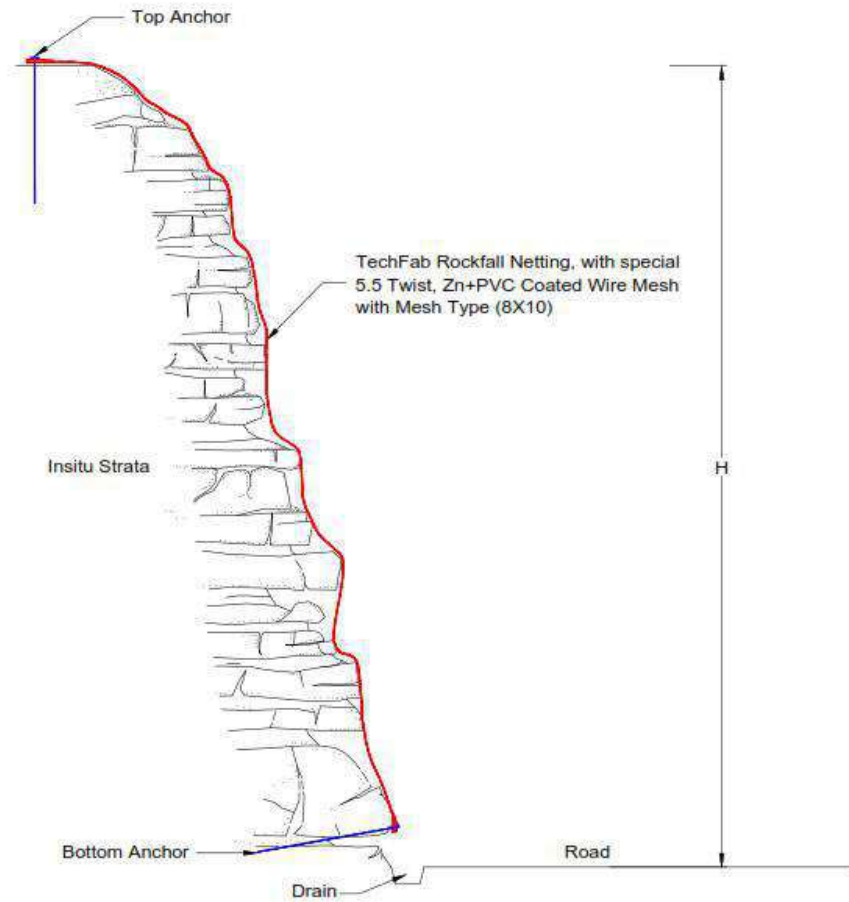 Top Anchor
TechFab Rockfall Netting, with special
5.5 Twist, Zn+PVC Coated Wire Mesh
with Mesh Type (8X10)
Insitu Strata
H
Bottom Anchor
Road
Drain